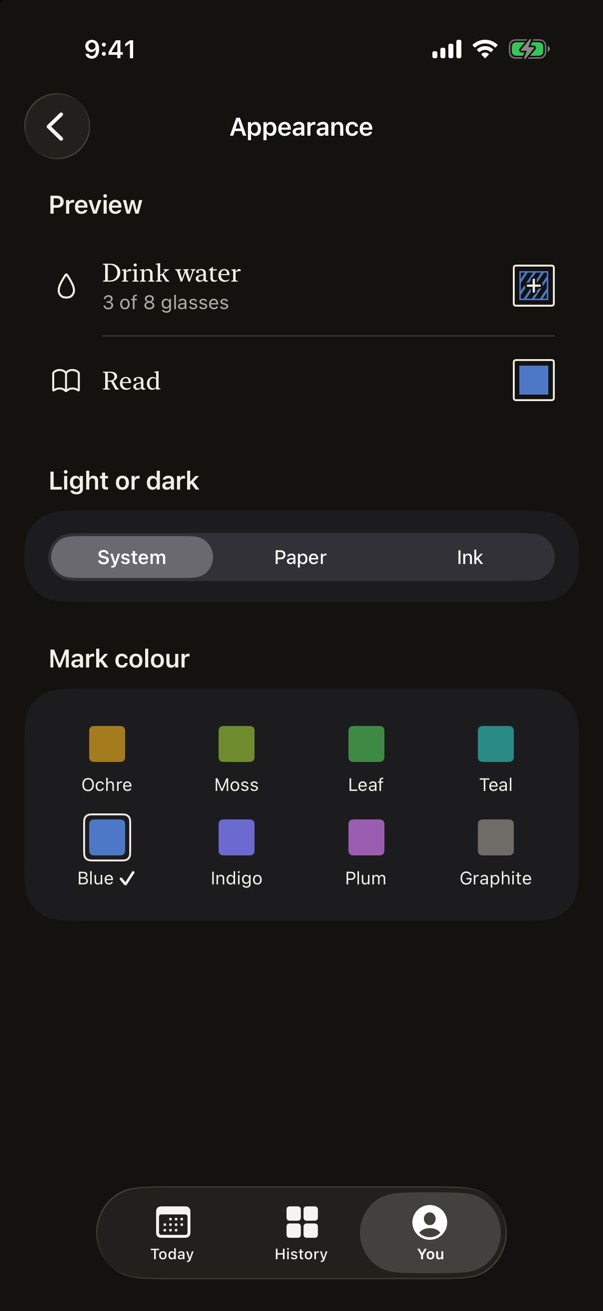 9:41
Appearance
Preview
Drink water
3 of 8 glasses
Read
Light or dark
System Paper Ink
Mark colour
Ochre Moss Leaf Teal
Blue Indigo Plum Graphite
Today History You